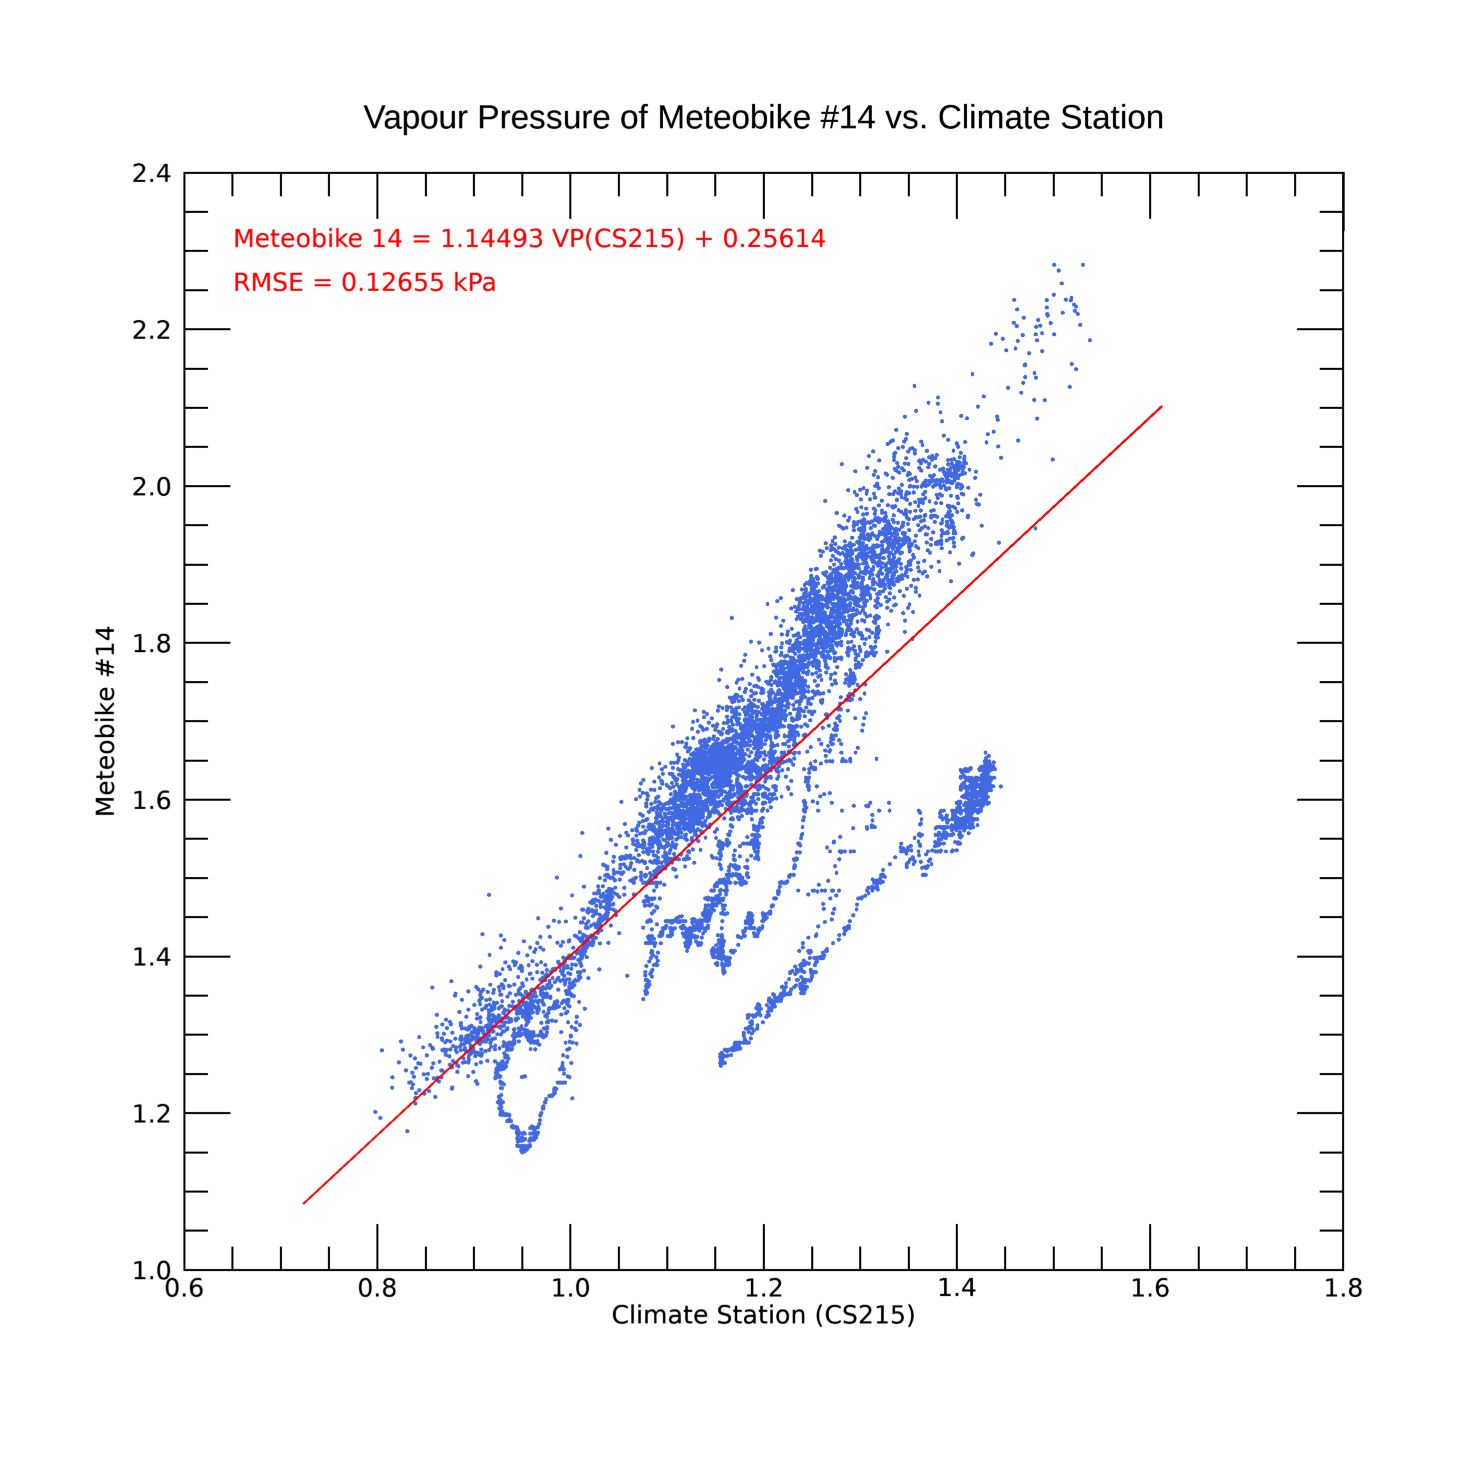 Vapour Pressure of Meteobike #14 vs. Climate Station
2.4
Meteobike 14 = 1.14493 VP(CS215) + 0.25614
RMSE = 0.12655 kPa
2.2
2.0
1.8
Meteobike #14
1.6
1.4
1.2
1.0
0.6 0.8 1.0 1.2 1.4 1.6 1.8
Climate Station (CS215)